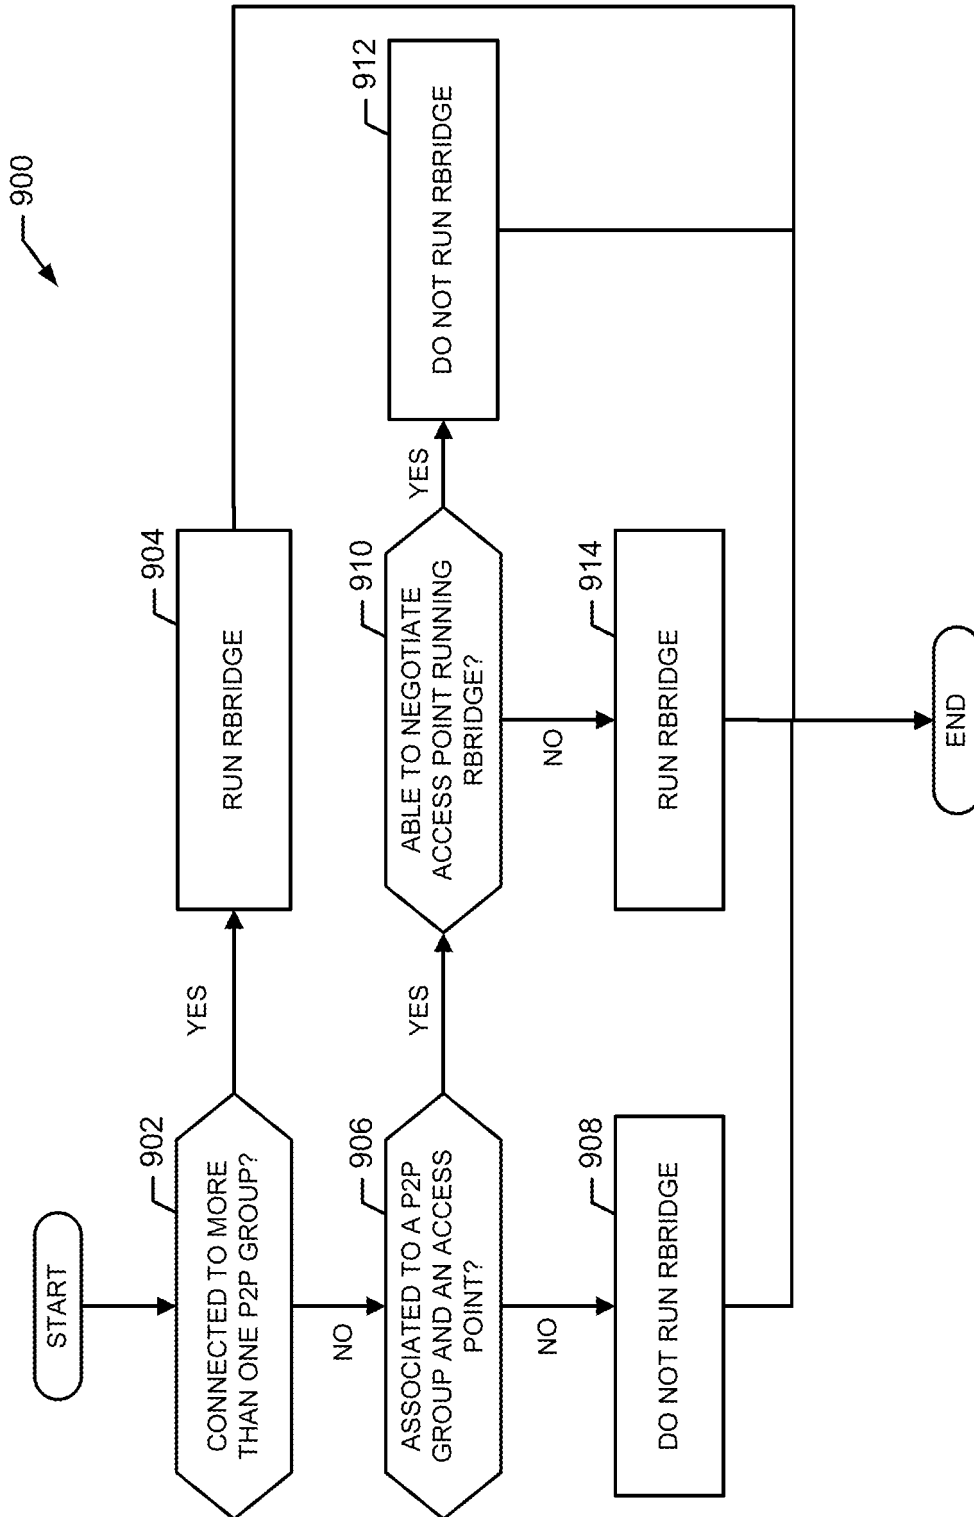 900
START
CONNECTED TO MORE
THAN ONE P2P GROUP?
902
YES
RUN RBRIDGE
904
NO
ASSOCIATED TO A P2P
GROUP AND AN ACCESS
POINT?
906
YES
ABLE TO NEGOTIATE
ACCESS POINT RUNNING
RBRIDGE?
910
YES
DO NOT RUN RBRIDGE
912
NO
DO NOT RUN RBRIDGE
908
NO
RUN RBRIDGE
914
END